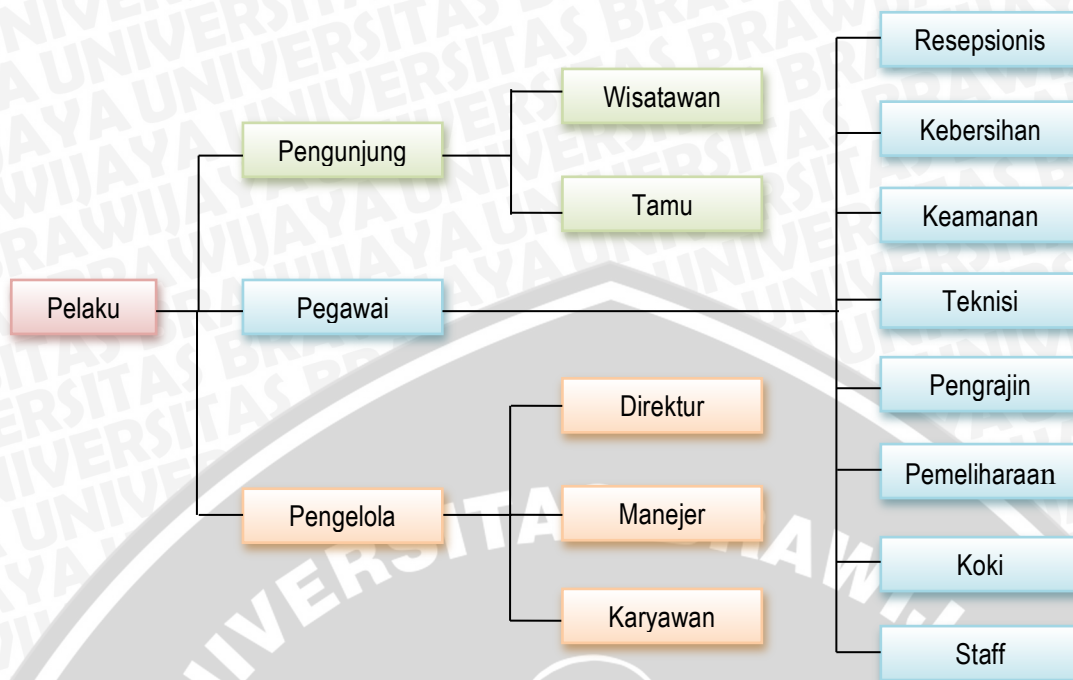 Pelaku
Pengunjung
Wisatawan
Tamu
Pegawai
Resepsionis
Kebersihan
Keamanan
Teknisi
Pengrajin
Pemeliharaan
Koki
Staff
Pengelola
Direktur
Manejer
Karyawan